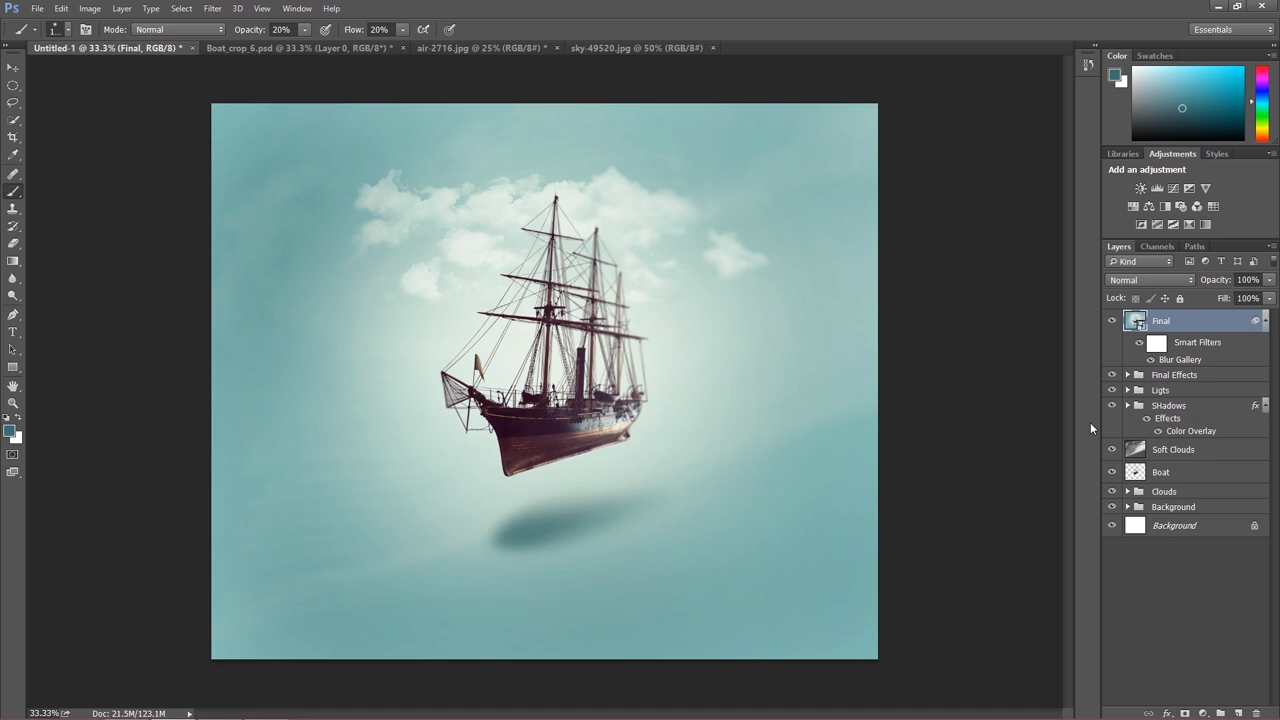 Ps File Edit Image Layer Type Select Filter 3D View Window Help
1... Mode: Normal Opacity: 20% Flow: 20% Essentials
Untitled-1 @ 33.3% (Final, RGB/8) * × Boat_crop_6.psd @ 33.3% (Layer 0, RGB/8*) * × air-2716.jpg @ 25% (RGB/8#) * × sky-49520.jpg @ 50% (RGB/8#) ×
Color Swatches
Libraries Adjustments Styles
Add an adjustment
Layers Channels Paths
Kind
Normal Opacity: 100%
Lock: Fill: 100%
Final
Smart Filters
Blur Gallery
Final Effects
Ligts
SHadows fx
Effects
Color Overlay
Soft Clouds
Boat
Clouds
Background
Background
33.33% Doc: 21.5M/123.1M